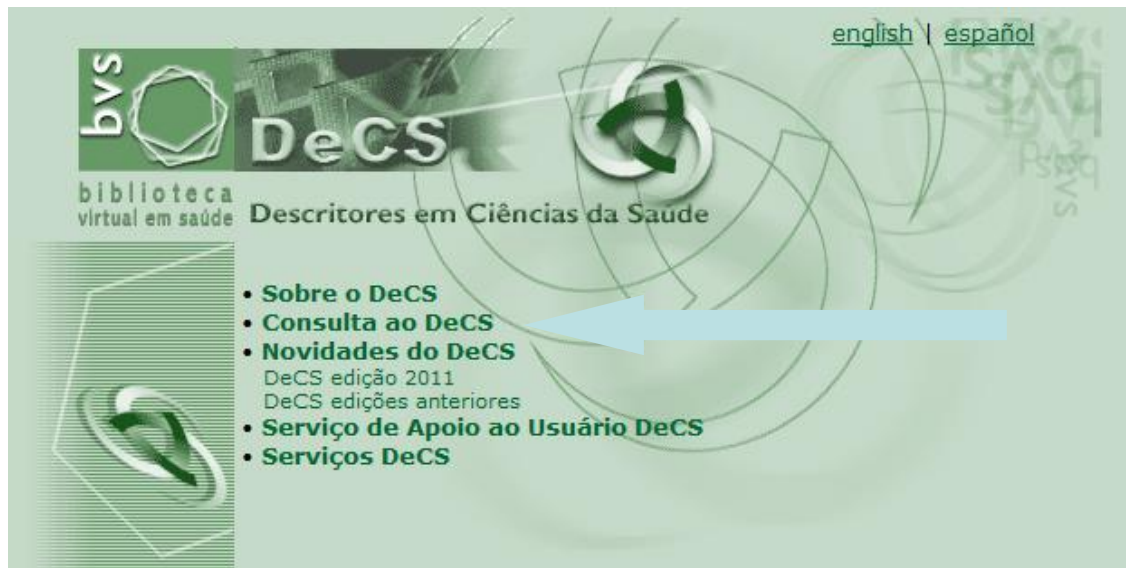 english | español
bvs
DeCS
biblioteca
virtual em saúde
Descritores em Ciências da Saúde
• Sobre o DeCS
• Consulta ao DeCS
• Novidades do DeCS
DeCS edição 2011
DeCS edições anteriores
• Serviço de Apoio ao Usuário DeCS
• Serviços DeCS